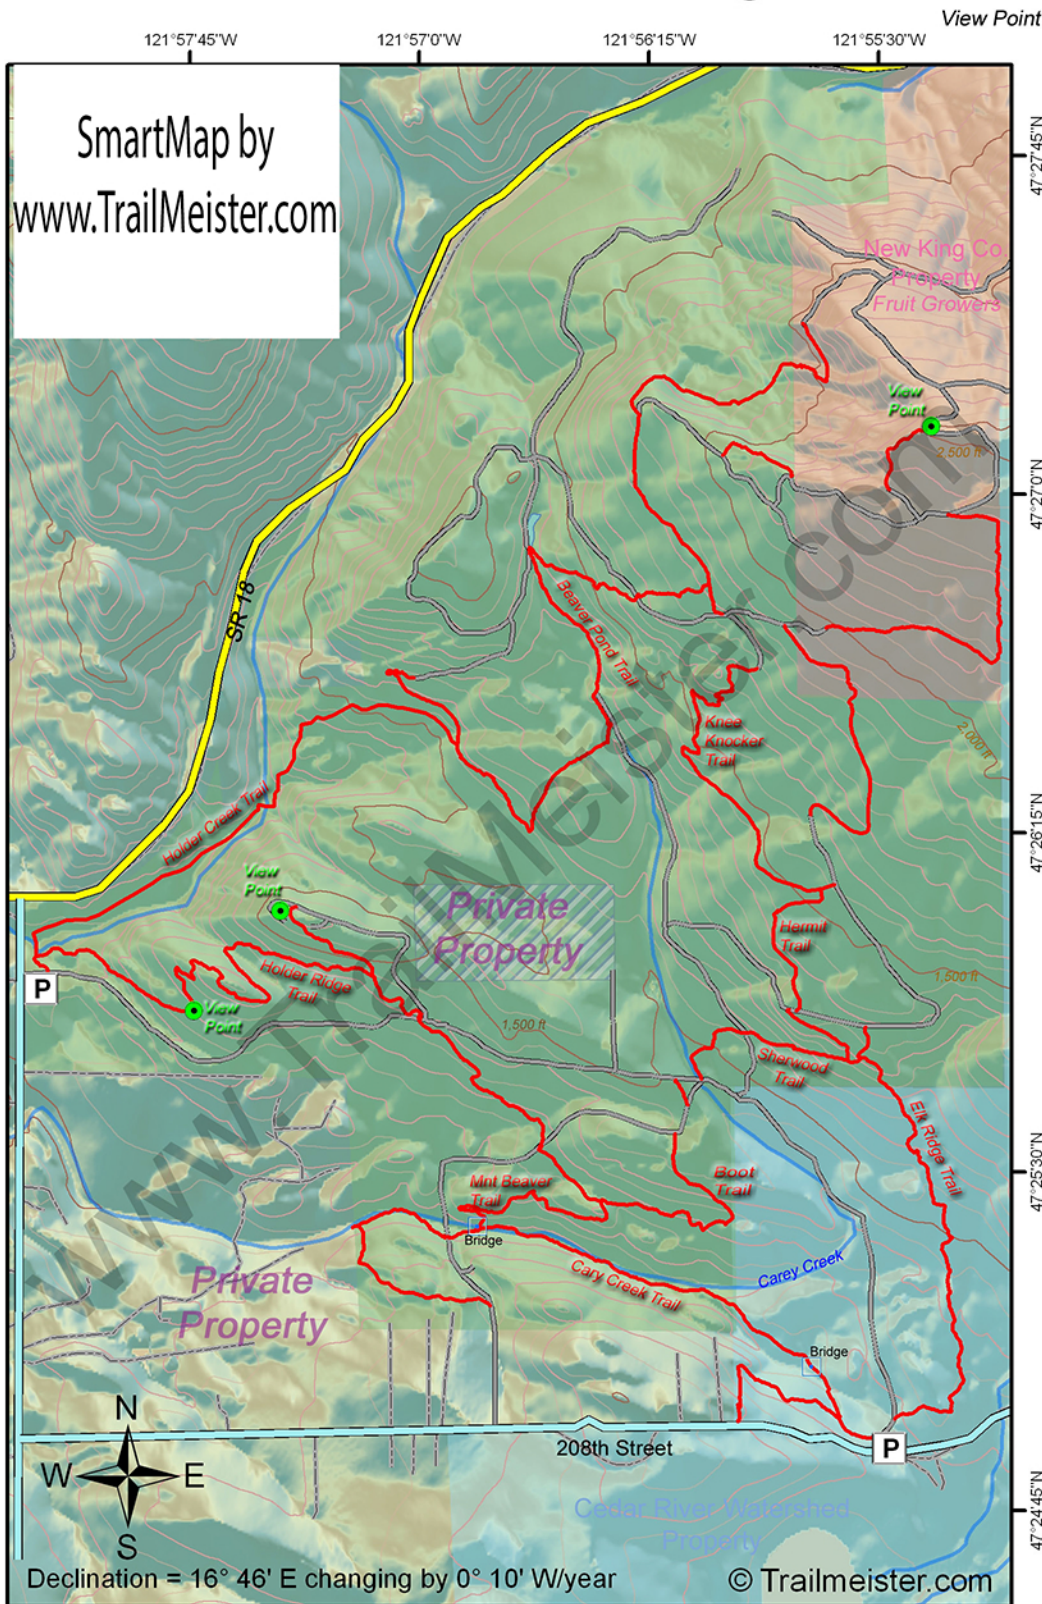 View Point
121°57'45"W
121°57'0"W
121°56'15"W
121°55'30"W
SmartMap by
www.TrailMeister.com
47°27'45"N
New King Co.
Property
Fruit Growers
View
Point
2,500 ft
47°27'0"N
SR 18
Beaver Pond Trail
Knee
Knocker
Trail
2,000 ft
Holder Creek Trail
47°26'15"N
View
Point
Private
Property
Hermit
Trail
Holder Ridge
Trail
1,500 ft
P
View
Point
1,500 ft
Sherwood
Trail
Elk Ridge Trail
47°25'30"N
Mnt Beaver
Trail
Boot
Trail
Bridge
Carey Creek
Cary Creek Trail
Private
Property
Bridge
N
W
E
S
208th Street
P
47°24'45"N
Cedar River Watershed
Property
Declination = 16° 46' E changing by 0° 10' W/year
© Trailmeister.com
www.TrailMeister.com